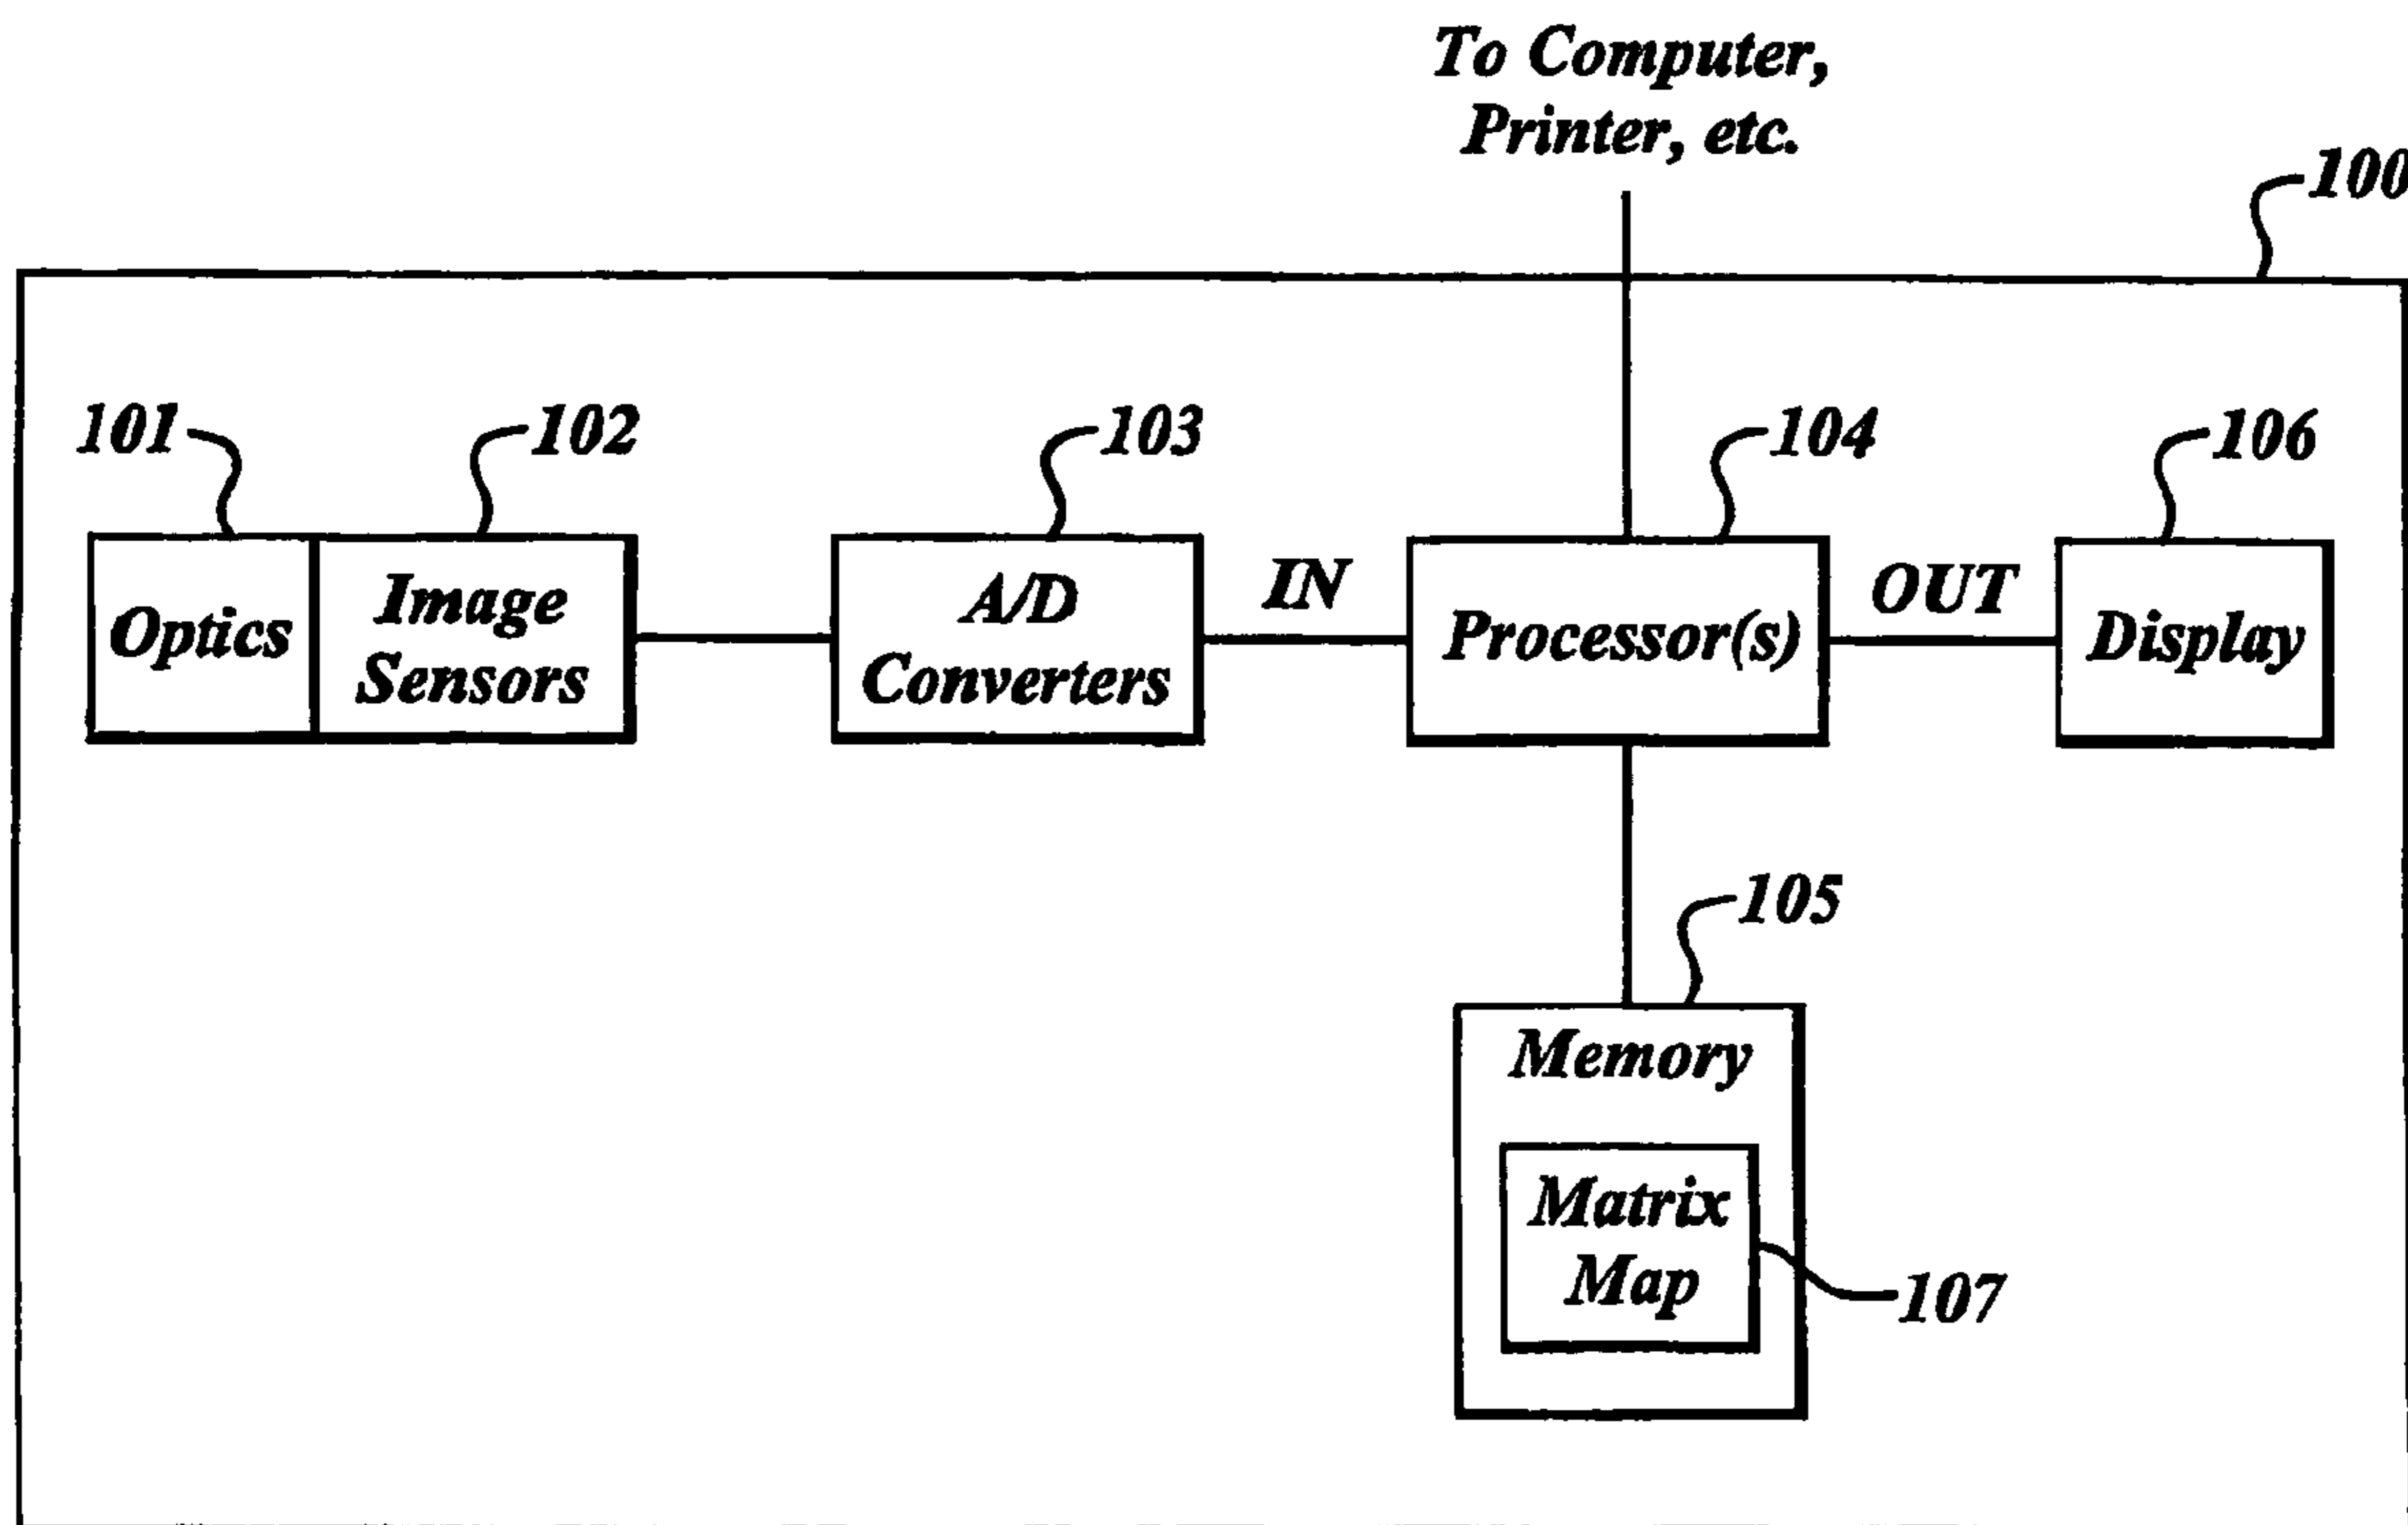 To Computer,
Printer, etc.
100
101
102
103
104
106
Optics
Image
Sensors
A/D
Converters
IN
Processor(s)
OUT
Display
105
Memory
Matrix
Map
107